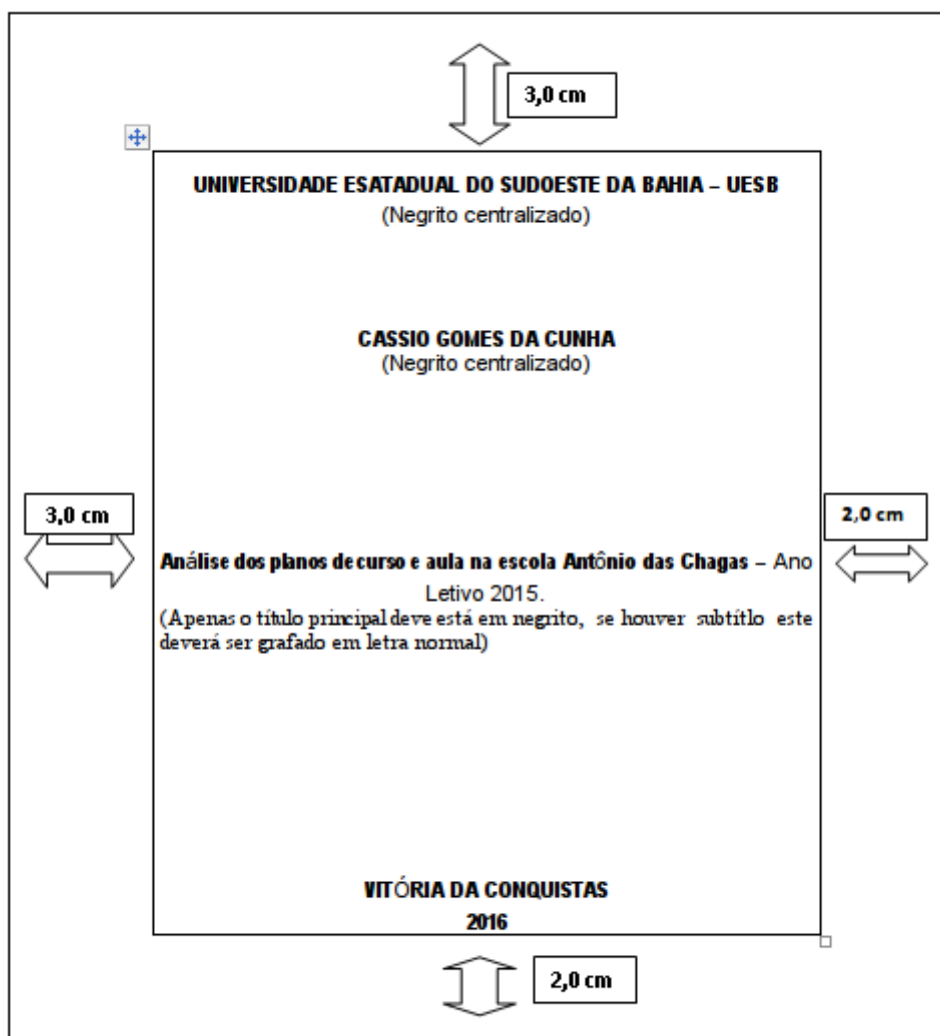 3,0 cm
UNIVERSIDADE ESATADUAL DO SUDOESTE DA BAHIA – UESB
(Negrito centralizado)
CASSIO GOMES DA CUNHA
(Negrito centralizado)
3,0 cm
2,0 cm
Análise dos planos de curso e aula na escola Antônio das Chagas – Ano
Letivo 2015.
(Apenas o título principal deve está em negrito, se houver subtítlo este
deverá ser grafado em letra normal)
VITÓRIA DA CONQUISTAS
2016
2,0 cm